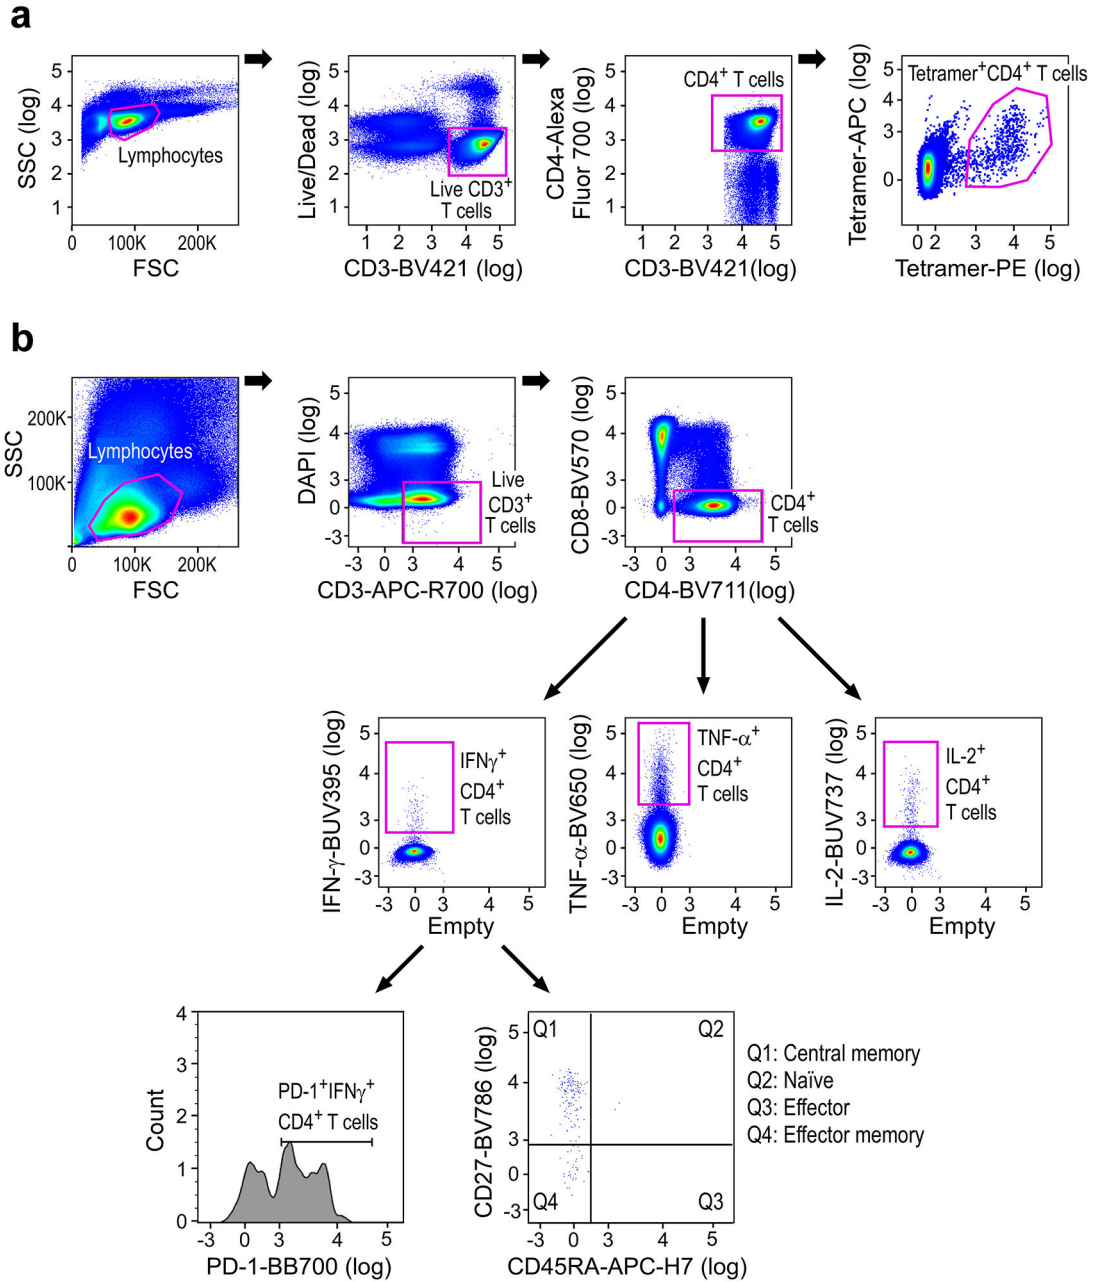 a
SSC (log)
5
4
3
2
1
Lymphocytes
0 100K 200K
FSC
Live/Dead (log)
5
4
3
2
1
Live CD3+
T cells
1 2 3 4 5
CD3-BV421 (log)
CD4-Alexa
Fluor 700 (log)
CD4+ T cells
5
4
3
2
1
1 2 3 4 5
CD3-BV421(log)
Tetramer-APC (log)
Tetramer+CD4+ T cells
5
4
3
0
0 2 3 4 5
Tetramer-PE (log)
b
SSC
200K
100K
Lymphocytes
0 100K 200K
FSC
DAPI (log)
5
4
3
0
-3
Live
CD3+
T cells
-3 0 3 4 5
CD3-APC-R700 (log)
CD8-BV570 (log)
5
4
3
0
-3
CD4+
T cells
-3 0 3 4 5
CD4-BV711(log)
IFN-γ-BUV395 (log)
5
4
3
0
-3
IFNγ+
CD4+
T cells
-3 0 3 4 5
Empty
TNF-α-BV650 (log)
5
4
3
0
-3
TNF-α+
CD4+
T cells
-3 0 3 4 5
Empty
IL-2-BUV737 (log)
5
4
3
0
-3
IL-2+
CD4+
T cells
-3 0 3 4 5
Empty
Count
4
3
2
1
0
PD-1+IFNγ+
CD4+ T cells
-3 0 3 4 5
PD-1-BB700 (log)
CD27-BV786 (log)
5
4
3
0
-3
Q1 Q2
Q4 Q3
-3 0 3 4 5
CD45RA-APC-H7 (log)
Q1: Central memory
Q2: Naïve
Q3: Effector
Q4: Effector memory